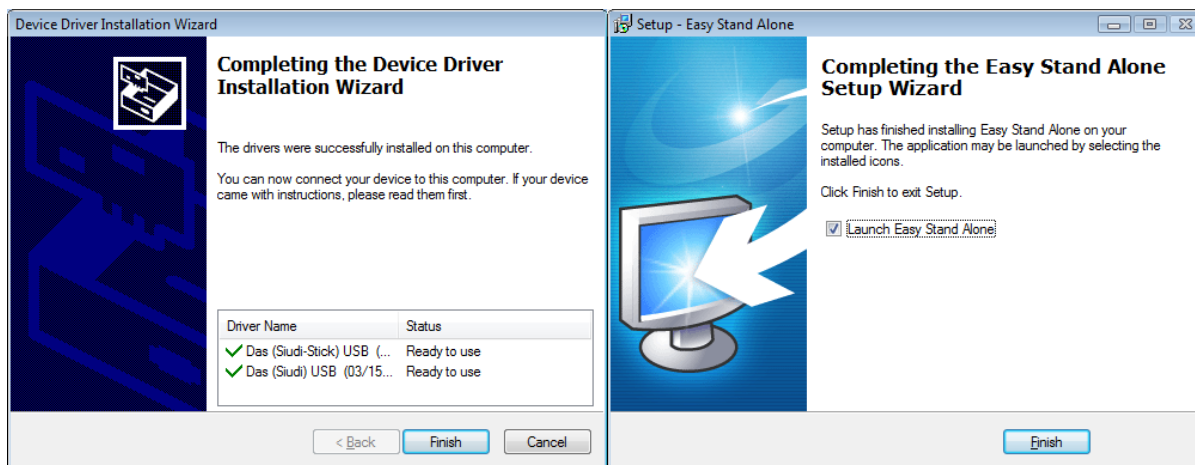 Device Driver Installation Wizard
Completing the Device Driver
Installation Wizard
The drivers were successfully installed on this computer.
You can now connect your device to this computer. If your device
came with instructions, please read them first.
Driver Name Status
Das (Siudi-Stick) USB (... Ready to use
Das (Siudi) USB (03/15... Ready to use
< Back Finish Cancel
Setup - Easy Stand Alone
Completing the Easy Stand Alone
Setup Wizard
Setup has finished installing Easy Stand Alone on your
computer. The application may be launched by selecting the
installed icons.
Click Finish to exit Setup.
Launch Easy Stand Alone
Finish